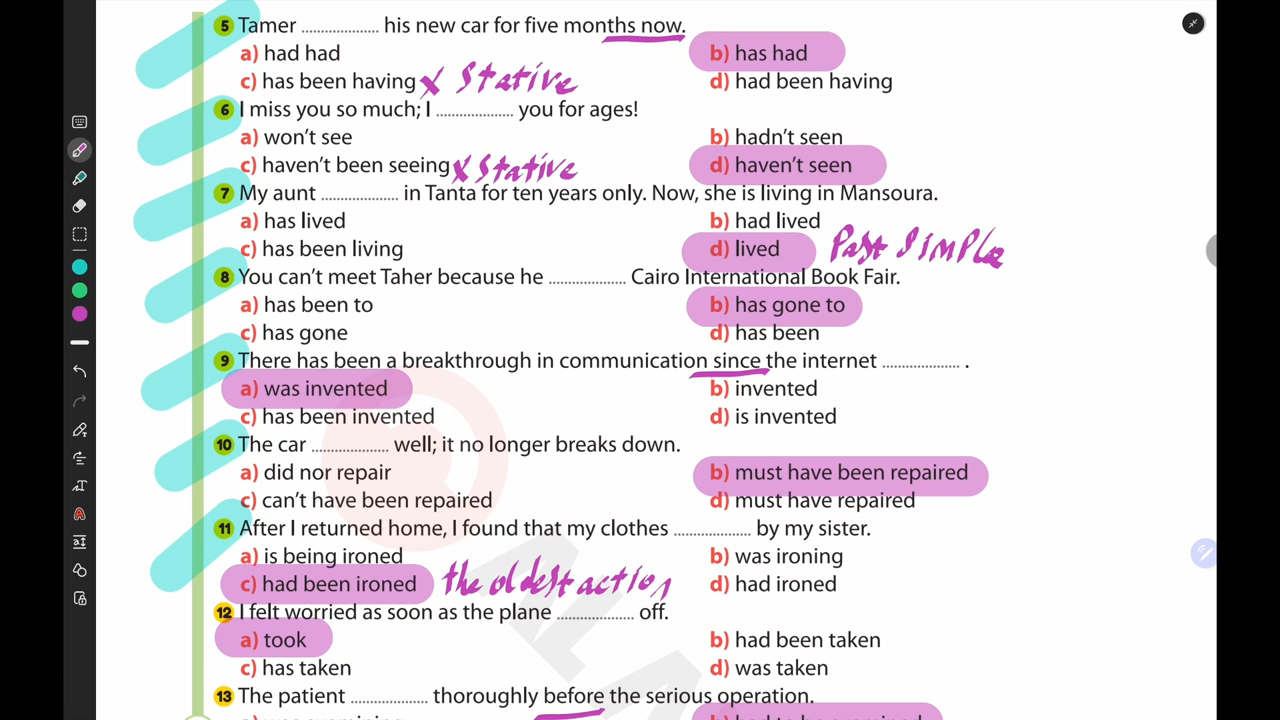 5 Tamer .................... his new car for five months now.
a) had had b) has had
c) has been having x Stative d) had been having
6 I miss you so much; I .................... you for ages!
a) won't see b) hadn't seen
c) haven't been seeing x Stative d) haven't seen
7 My aunt .................... in Tanta for ten years only. Now, she is living in Mansoura.
a) has lived b) had lived
c) has been living d) lived Past Simple
8 You can't meet Taher because he .................... Cairo International Book Fair.
a) has been to b) has gone to
c) has gone d) has been
9 There has been a breakthrough in communication since the internet .................... .
a) was invented b) invented
c) has been invented d) is invented
10 The car .................... well; it no longer breaks down.
a) did nor repair b) must have been repaired
c) can't have been repaired d) must have repaired
11 After I returned home, I found that my clothes .................... by my sister.
a) is being ironed b) was ironing
c) had been ironed the oldest action d) had ironed
12 I felt worried as soon as the plane .................... off.
a) took b) had been taken
c) has taken d) was taken
13 The patient .................... thoroughly before the serious operation.